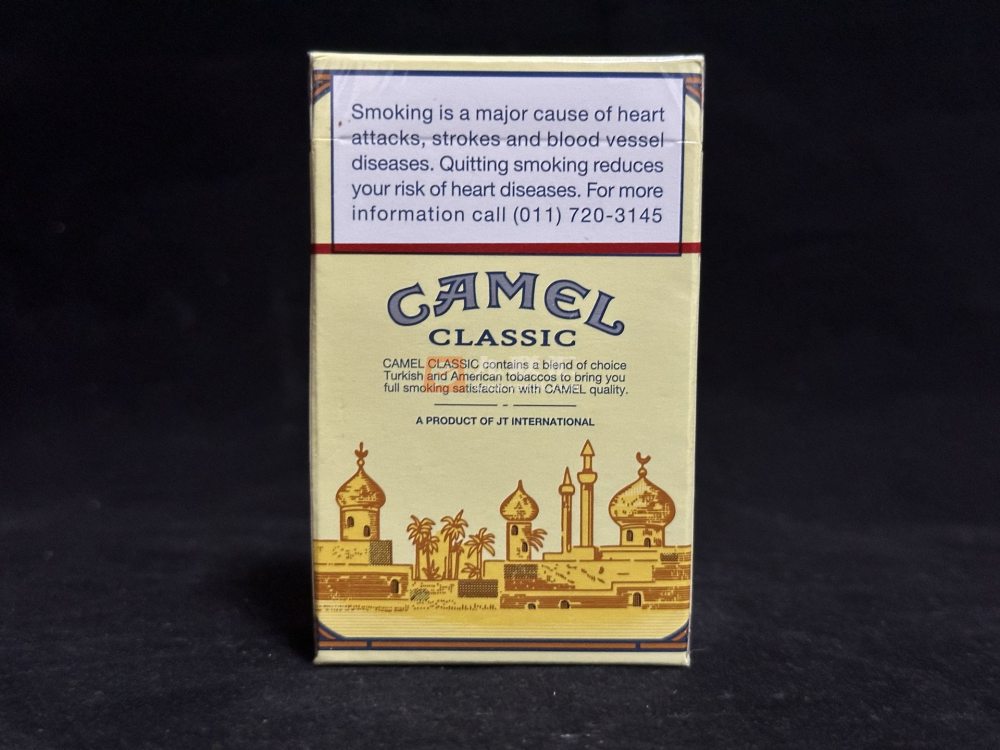 Smoking is a major cause of heart
attacks, strokes and blood vessel
diseases. Quitting smoking reduces
your risk of heart diseases. For more
information call (011) 720-3145
CAMEL
CLASSIC
CAMEL CLASSIC contains a blend of choice
Turkish and American tobaccos to bring you
full smoking satisfaction with CAMEL quality.
A PRODUCT OF JT INTERNATIONAL